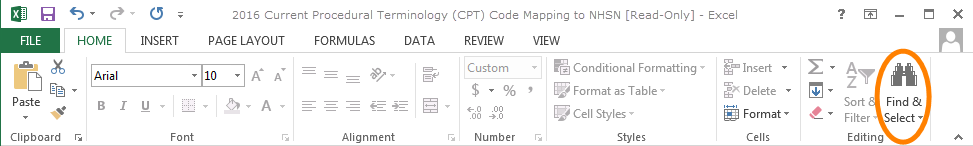 2016 Current Procedural Terminology (CPT) Code Mapping to NHSN [Read-Only] - Excel
FILE HOME INSERT PAGE LAYOUT FORMULAS DATA REVIEW VIEW
Paste
Clipboard
Arial 10 A A
B I U A
Font
Alignment
Custom
$ % ,
.0 .00
.00 .0
Number
Conditional Formatting
Format as Table
Cell Styles
Styles
Insert
Delete
Format
Cells
Σ
A
Z
Sort &
Filter
Find &
Select
Editing